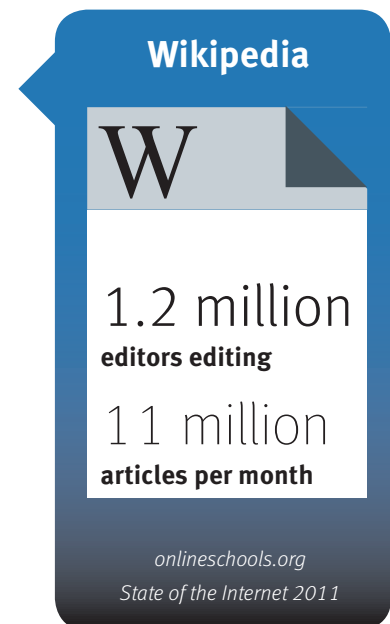 Wikipedia
W
1.2 million
editors editing
11 million
articles per month
onlineschools.org
State of the Internet 2011